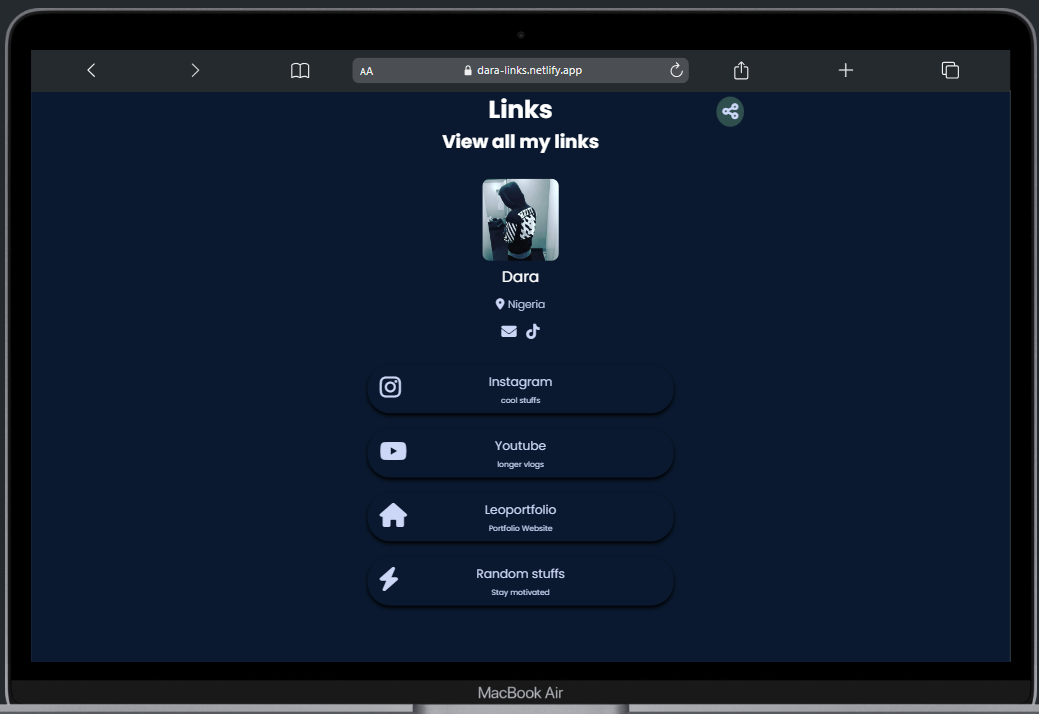 AA
dara-links.netlify.app
Links
View all my links
Dara
Nigeria
Instagram
cool stuffs
Youtube
longer vlogs
Leoportfolio
Portfolio Website
Random stuffs
Stay motivated
MacBook Air